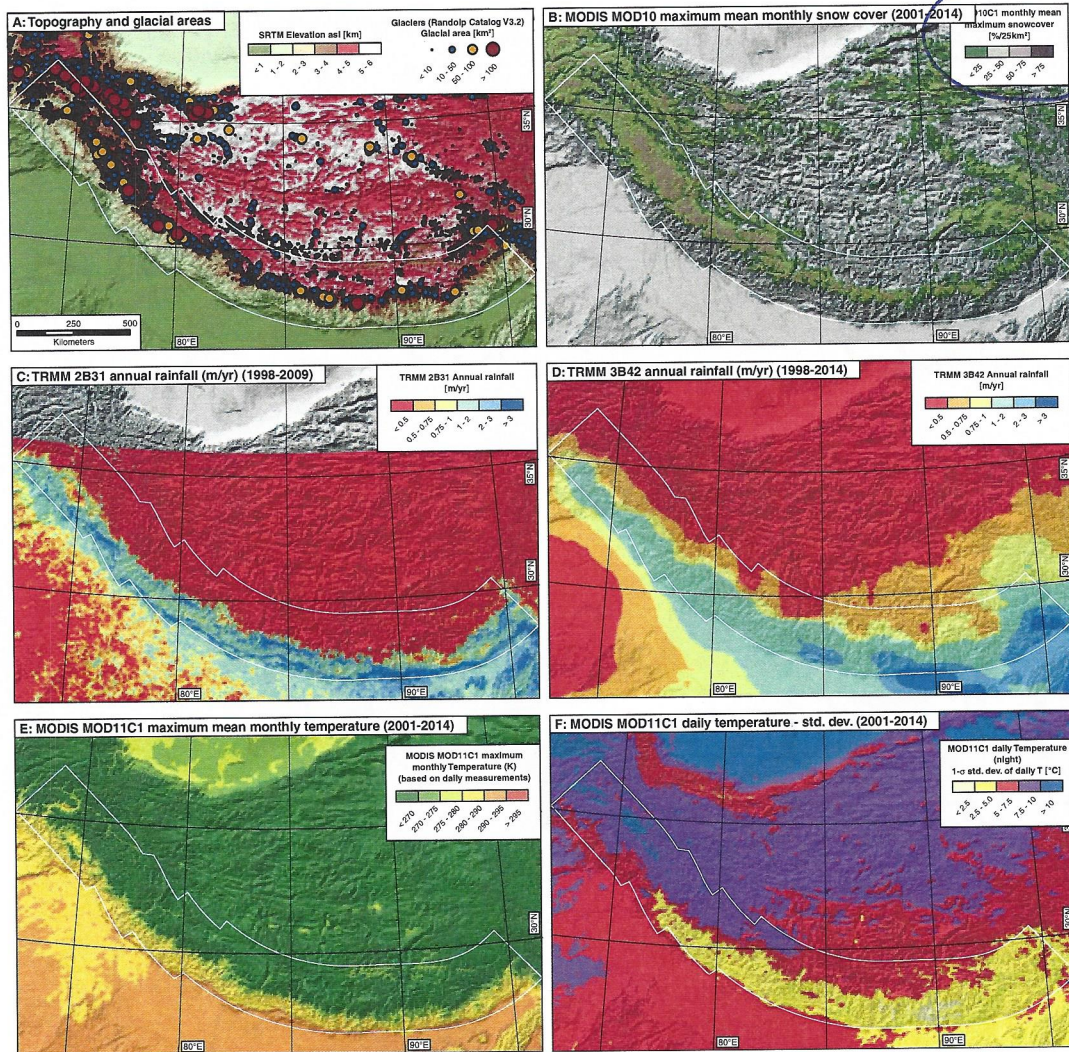 A: Topography and glacial areas
SRTM Elevation asl [km]
< 1
1 - 2
2 - 3
3 - 4
4 - 5
5 - 6
Glaciers (Randolp Catalog V3.2)
Glacial area [km²]
< 10
10 - 50
50 - 100
> 100
35°N
30°N
0 250 500
Kilometers
80°E
90°E
B: MODIS MOD10 maximum mean monthly snow cover (2001-2014)
10C1 monthly mean
maximum snowcover
[%/25km²]
< 25
25 - 50
50 - 75
> 75
35°N
30°N
80°E
90°E
C: TRMM 2B31 annual rainfall (m/yr) (1998-2009)
TRMM 2B31 Annual rainfall
[m/yr]
< 0.5
0.5 - 0.75
0.75 - 1
1 - 2
2 - 3
> 3
35°N
30°N
80°E
90°E
D: TRMM 3B42 annual rainfall (m/yr) (1998-2014)
TRMM 3B42 Annual rainfall
[m/yr]
< 0.5
0.5 - 0.75
0.75 - 1
1 - 2
2 - 3
> 3
35°N
30°N
80°E
90°E
E: MODIS MOD11C1 maximum mean monthly temperature (2001-2014)
MODIS MOD11C1 maximum
monthly Temperature (K)
(based on daily measurements)
< 270
270 - 275
275 - 280
280 - 290
290 - 295
> 295
30°N
80°E
90°E
F: MODIS MOD11C1 daily temperature - std. dev. (2001-2014)
MOD11C1 daily Temperature
(night)
1-σ std. dev. of daily T [°C]
< 2.5
2.5 - 5.0
5 - 7.5
7.5 - 10
> 10
30°N
80°E
90°E